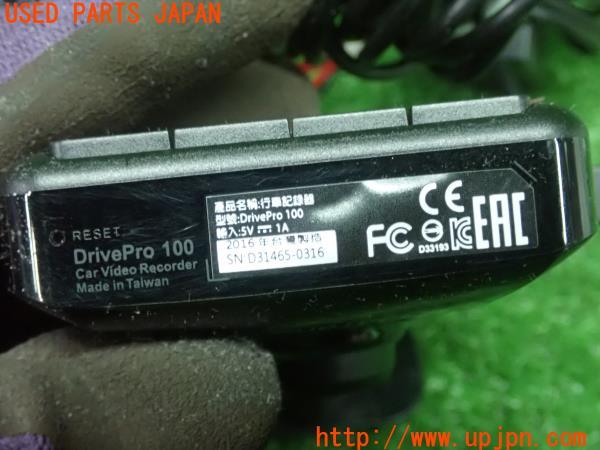 USED PARTS JAPAN
RESET
DrivePro 100
Car Video Recorder
Made in Taiwan
產品名稱:行車記錄器
型號:DrivePro 100
輸入:5V ⎓ 1A
2016年台灣製造
SN:D31465-0316
CE
FC
D33193
EAC
http://www.upjpn.com